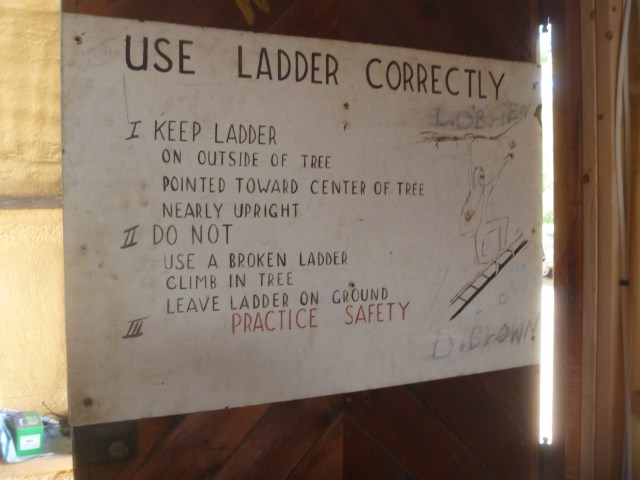 USE LADDER CORRECTLY
L. OBRIEN
I KEEP LADDER
ON OUTSIDE OF TREE
POINTED TOWARD CENTER OF TREE
NEARLY UPRIGHT
II DO NOT
USE A BROKEN LADDER
CLIMB IN TREE
LEAVE LADDER ON GROUND
III PRACTICE SAFETY
D. BROWN